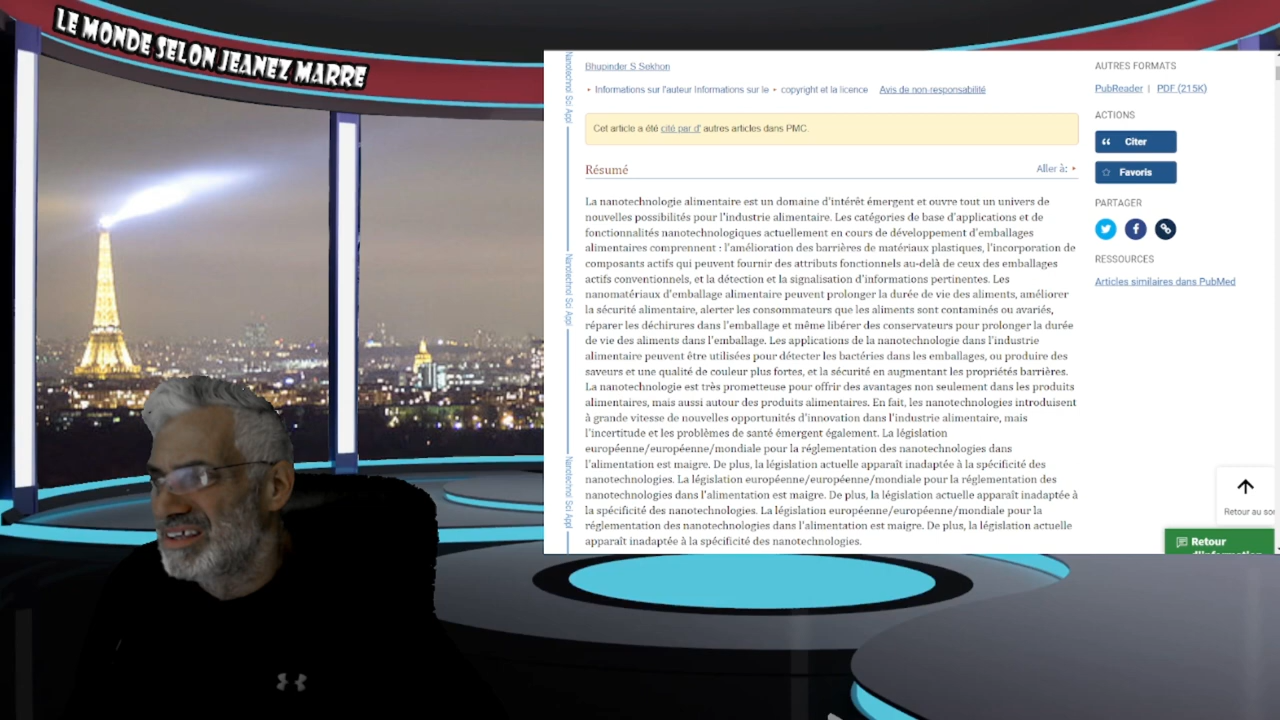 LE MONDE SELON JEANEZ MARRE
Bhupinder S Sekhon
‣ Informations sur l'auteur Informations sur le ‣ copyright et la licence Avis de non responsabilité
Cet article a été cité par d' autres articles dans PMC.
Résumé
Aller à: ‣
La nanotechnologie alimentaire est un domaine d'intérêt émergent et ouvre tout un univers de
nouvelles possibilités pour l'industrie alimentaire. Les catégories de base d'applications et de
fonctionnalités nanotechnologiques actuellement en cours de développement d'emballages
alimentaires comprennent : l'amélioration des barrières de matériaux plastiques, l'incorporation de
composants actifs qui peuvent fournir des attributs fonctionnels au-delà de ceux des emballages
actifs conventionnels, et la détection et la signalisation d'informations pertinentes. Les
nanomatériaux d'emballage alimentaire peuvent prolonger la durée de vie des aliments, améliorer
la sécurité alimentaire, alerter les consommateurs que les aliments sont contaminés ou avariés,
réparer les déchirures dans l'emballage et même libérer des conservateurs pour prolonger la durée
de vie des aliments dans l'emballage. Les applications de la nanotechnologie dans l'industrie
alimentaire peuvent être utilisées pour détecter les bactéries dans les emballages, ou produire des
saveurs et une qualité de couleur plus fortes, et la sécurité en augmentant les propriétés barrières.
La nanotechnologie est très prometteuse pour offrir des avantages non seulement dans les produits
alimentaires, mais aussi autour des produits alimentaires. En fait, les nanotechnologies introduisent
à grande vitesse de nouvelles opportunités d'innovation dans l'industrie alimentaire, mais
l'incertitude et les problèmes de santé émergent également. La législation
européenne/européenne/mondiale pour la réglementation des nanotechnologies dans
l'alimentation est maigre. De plus, la législation actuelle apparaît inadaptée à la spécificité des
nanotechnologies. La législation européenne/européenne/mondiale pour la réglementation des
nanotechnologies dans l'alimentation est maigre. De plus, la législation actuelle apparaît inadaptée à
la spécificité des nanotechnologies. La législation européenne/européenne/mondiale pour la
réglementation des nanotechnologies dans l'alimentation est maigre. De plus, la législation actuelle
apparaît inadaptée à la spécificité des nanotechnologies.
Nanotechnol Sci Appl
Nanotechnol Sci Appl
Nanotechnol Sci Appl
AUTRES FORMATS
PubReader | PDF (215K)
ACTIONS
Citer
Favoris
PARTAGER
RESSOURCES
Articles similaires dans PubMed
Retour au
Retour